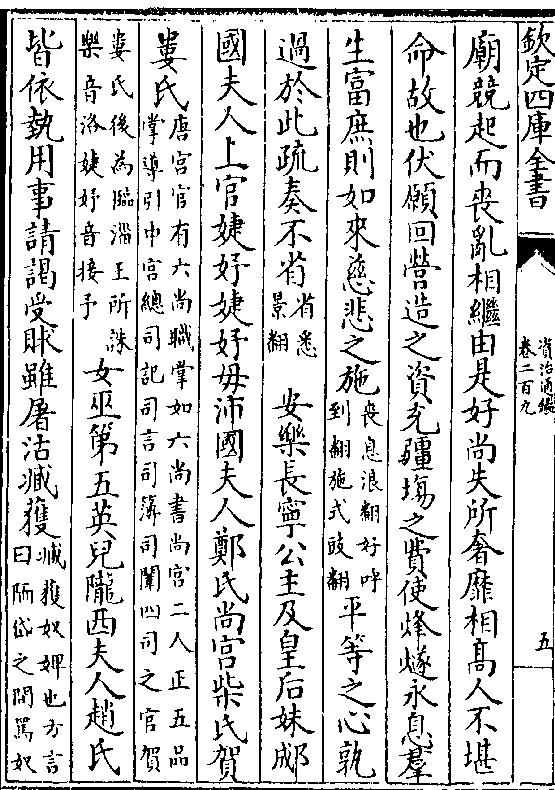 欽定四庫全書
資治通鑑
卷二百九
五
廟競起而喪亂相繼由是好尚失所奢靡相髙人不堪
命故也伏願回營造之資充疆埸之費使烽燧永息羣
生富庶則如來慈悲之施
喪息浪翻好呼
到翻施式豉翻
平等之心孰
過於此疏奏不省
省悉
景翻
安樂長寧公主及皇后妹郕
國夫人上官婕妤婕妤毋沛國夫人鄭氏尚宫柴氏賀
婁氏
唐宫官有六尚職掌如六尚書尚宫二人正五品
掌導引中宫總司記司言司簿司闈四司之官賀
婁氏後為臨淄王所誅
樂音洛婕妤音接予
女巫第五英兒隴西夫人趙氏
皆依埶用事請謁受賕雖屠沽臧獲
臧獲奴婢也方言
曰陋岱之間罵奴